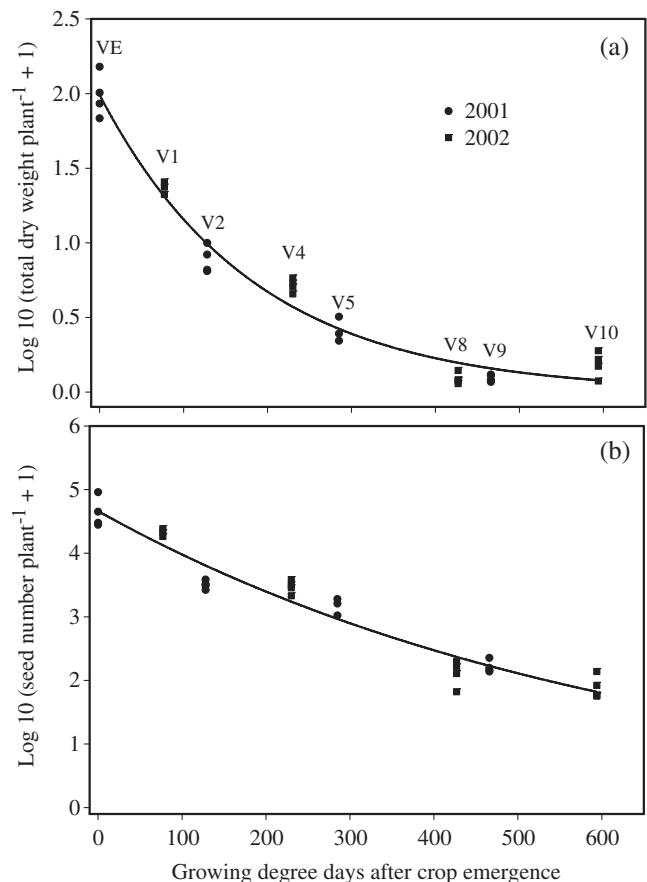 2.5
VE
(a)
2.0
2001
2002
1.5
V1
V2
1.0
V4
V5
0.5
V8
V9
V10
0.0
Log 10 (total dry weight plant⁻¹ + 1)
6
(b)
5
4
3
2
1
0
Log 10 (seed number plant⁻¹ + 1)
0 100 200 300 400 500 600
Growing degree days after crop emergence